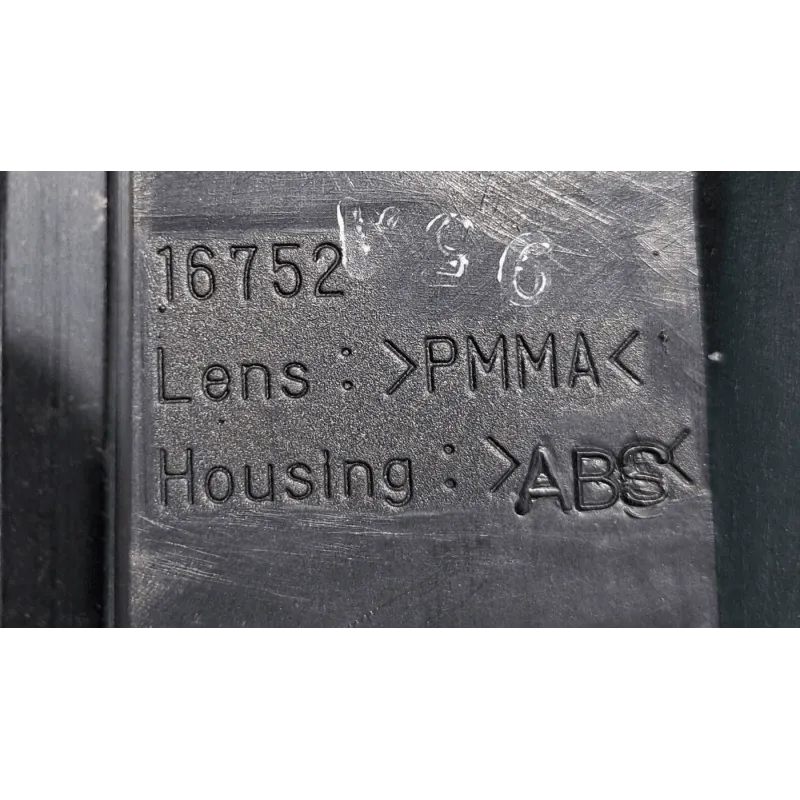 16752
Lens : >PMMA<
Housing : >ABS<